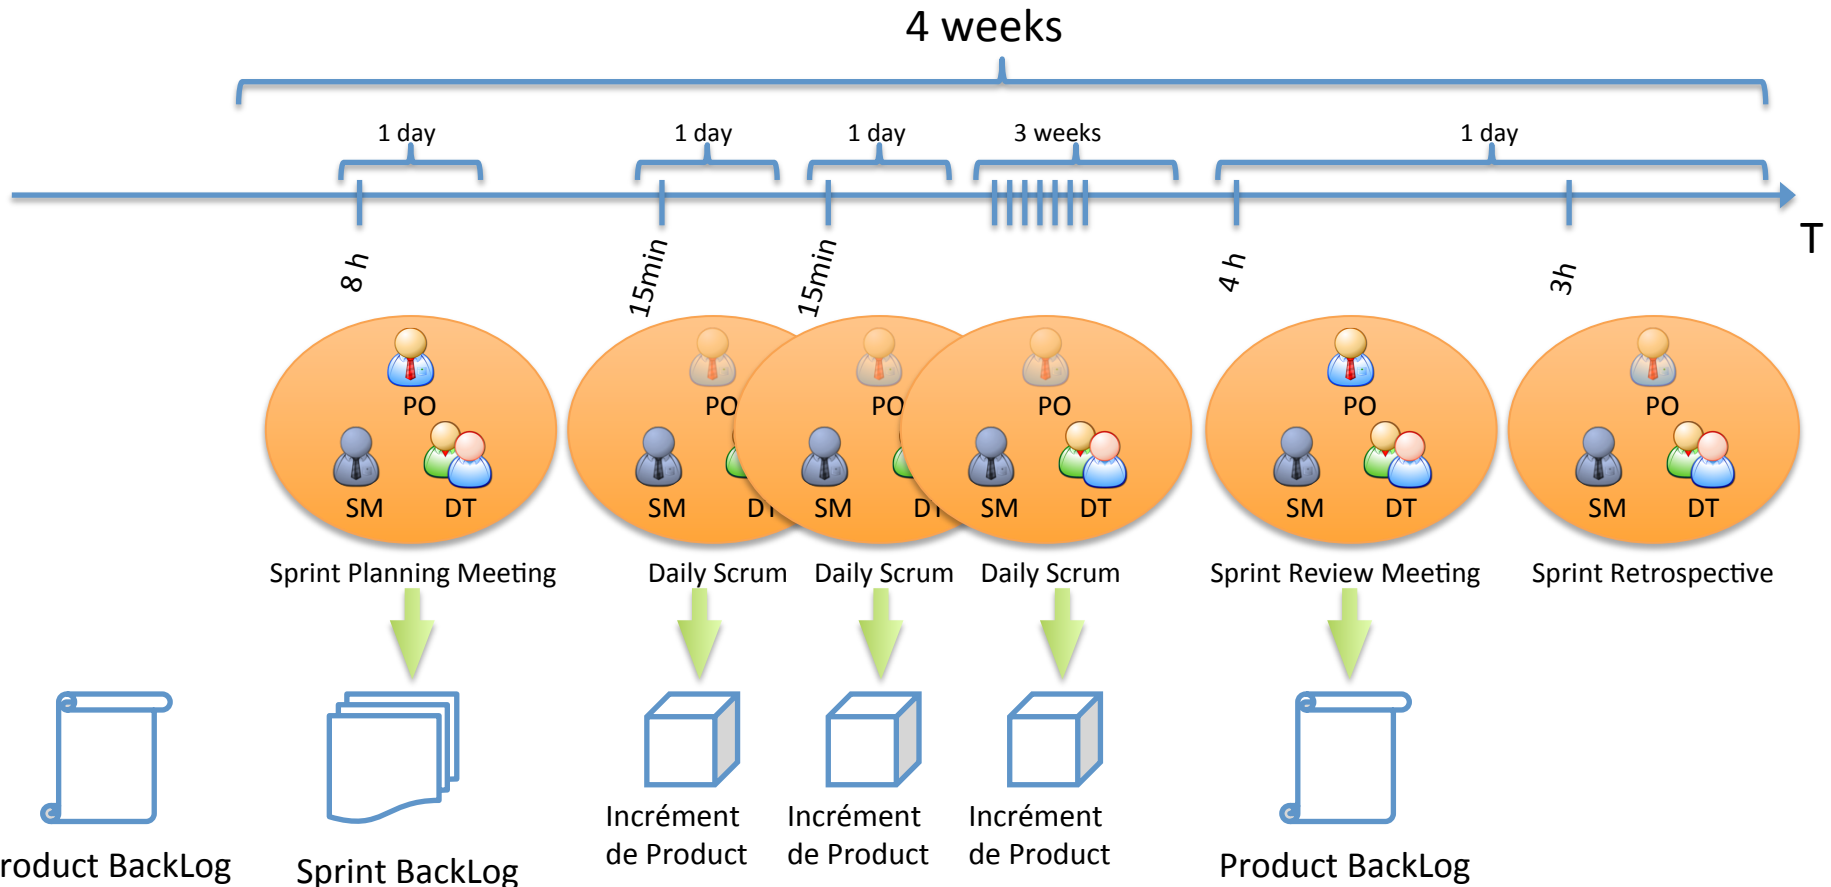 4 weeks
1 day
1 day
1 day
3 weeks
1 day
T
8 h
15min
15min
4 h
3h
PO
SM
DT
PO
SM
DT
PO
SM
DT
PO
SM
DT
PO
SM
DT
PO
SM
DT
Sprint Planning Meeting
Daily Scrum
Daily Scrum
Daily Scrum
Sprint Review Meeting
Sprint Retrospective
roduct BackLog
Sprint BackLog
Incrément
de Product
Incrément
de Product
Incrément
de Product
Product BackLog